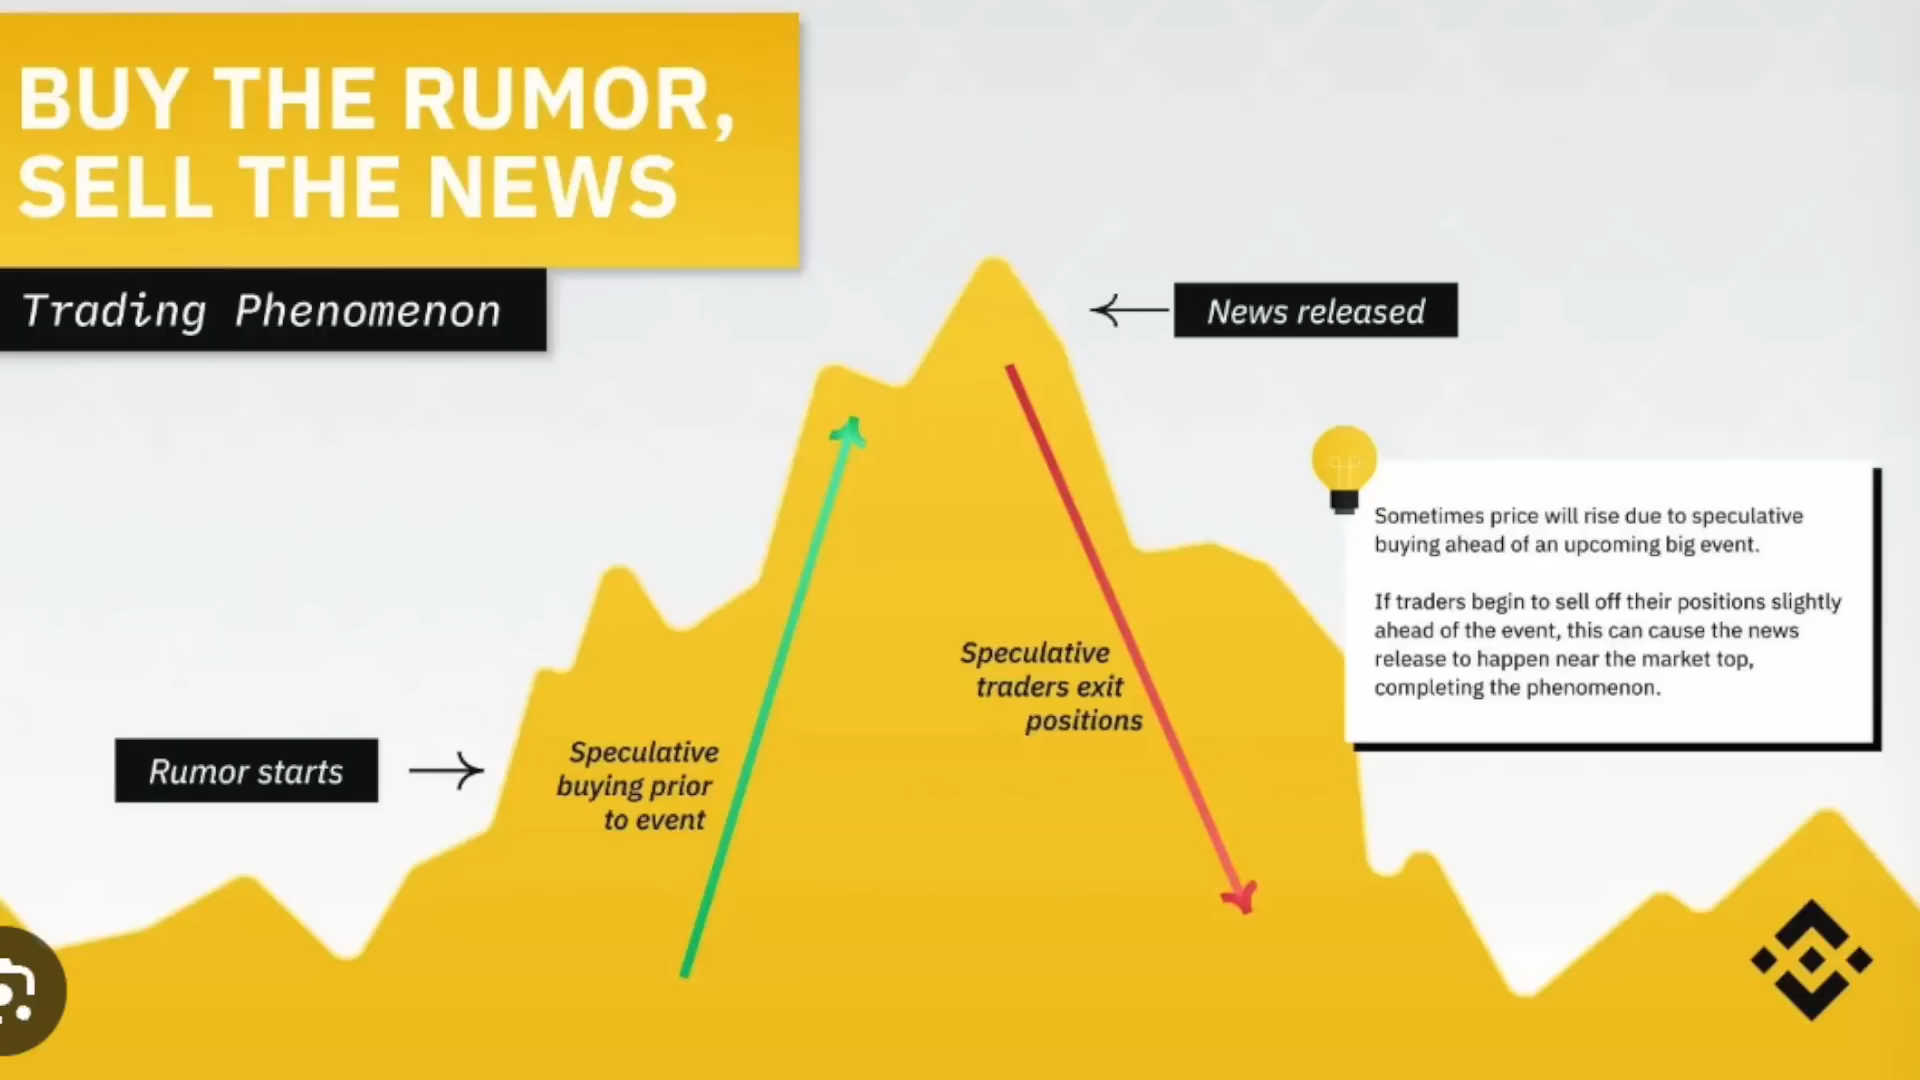 BUY THE RUMOR,
SELL THE NEWS
Trading Phenomenon
News released
Sometimes price will rise due to speculative
buying ahead of an upcoming big event.
If traders begin to sell off their positions slightly
ahead of the event, this can cause the news
release to happen near the market top,
completing the phenomenon.
Speculative
traders exit
positions
Rumor starts
Speculative
buying prior
to event